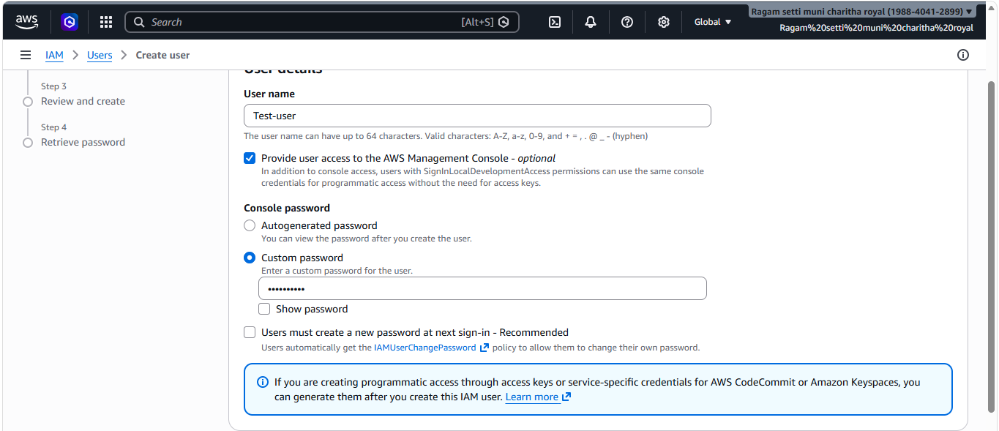 aws
Search
[Alt+S]
Global
Ragam setti muni charitha royal (1988-4041-2899)
Ragam%20setti%20muni%20charitha%20royal
IAM
Users
Create user
Step 3
Review and create
Step 4
Retrieve password
User details
User name
Test-user
The user name can have up to 64 characters. Valid characters: A-Z, a-z, 0-9, and + = , . @ _ - (hyphen)
Provide user access to the AWS Management Console - optional
In addition to console access, users with SignInLocalDevelopmentAccess permissions can use the same console
credentials for programmatic access without the need for access keys.
Console password
Autogenerated password
You can view the password after you create the user.
Custom password
Enter a custom password for the user.
••••••••••
Show password
Users must create a new password at next sign-in - Recommended
Users automatically get the IAMUserChangePassword policy to allow them to change their own password.
If you are creating programmatic access through access keys or service-specific credentials for AWS CodeCommit or Amazon Keyspaces, you
can generate them after you create this IAM user. Learn more